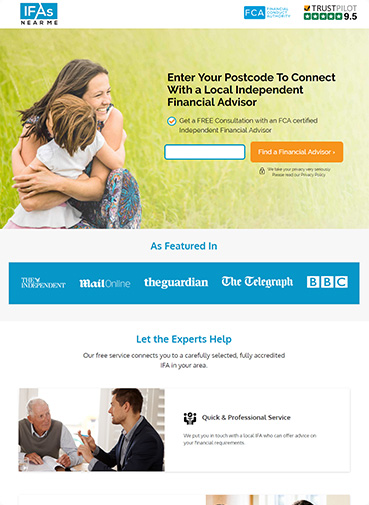 IFAs
NEAR ME
FCA FINANCIAL CONDUCT AUTHORITY
TRUSTPILOT
9.5
Enter Your Postcode To Connect
With a Local Independent
Financial Advisor
Get a FREE Consultation with an FCA certified
Independent Financial Advisor
Find a Financial Advisor ›
We take your privacy very seriously.
Please read our Privacy Policy
As Featured In
THE INDEPENDENT
MailOnline
theguardian
The Telegraph
BBC
Let the Experts Help
Our free service connects you to a carefully selected, fully accredited
IFA in your area.
Quick & Professional Service
We put you in touch with a local IFA who can offer advice on
your financial requirements.